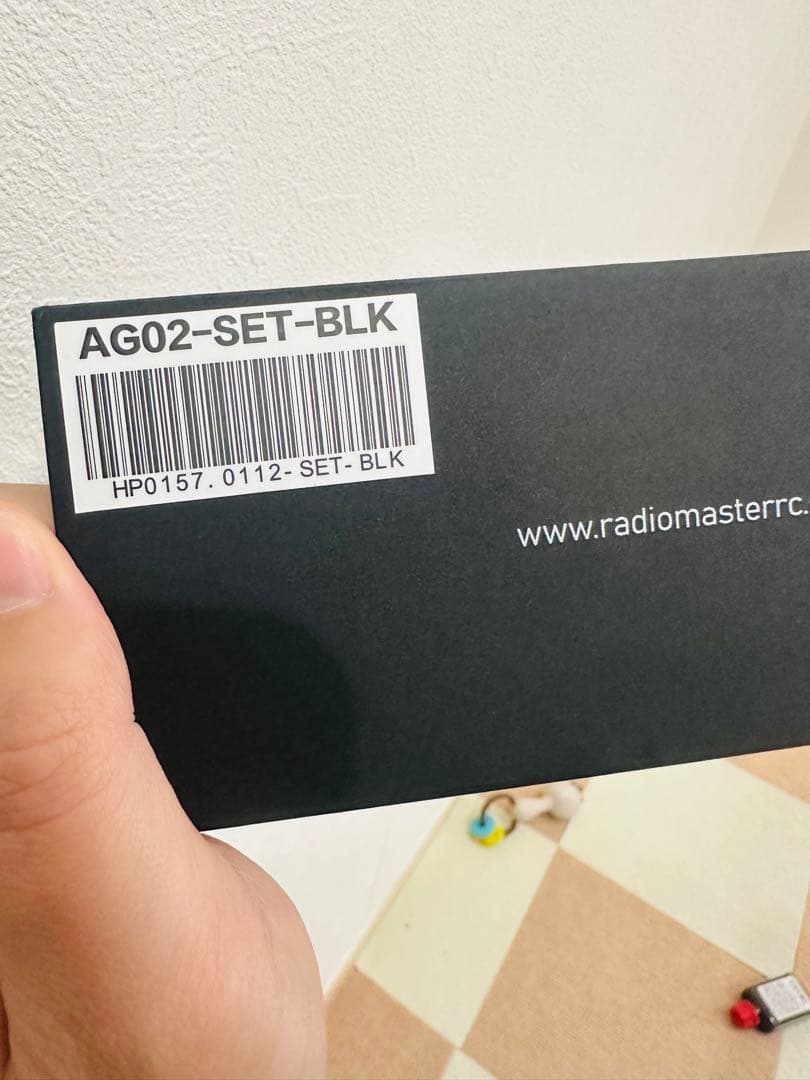 AG02-SET-BLK
HP0157.0112-SET-BLK
www.radiomasterrc.